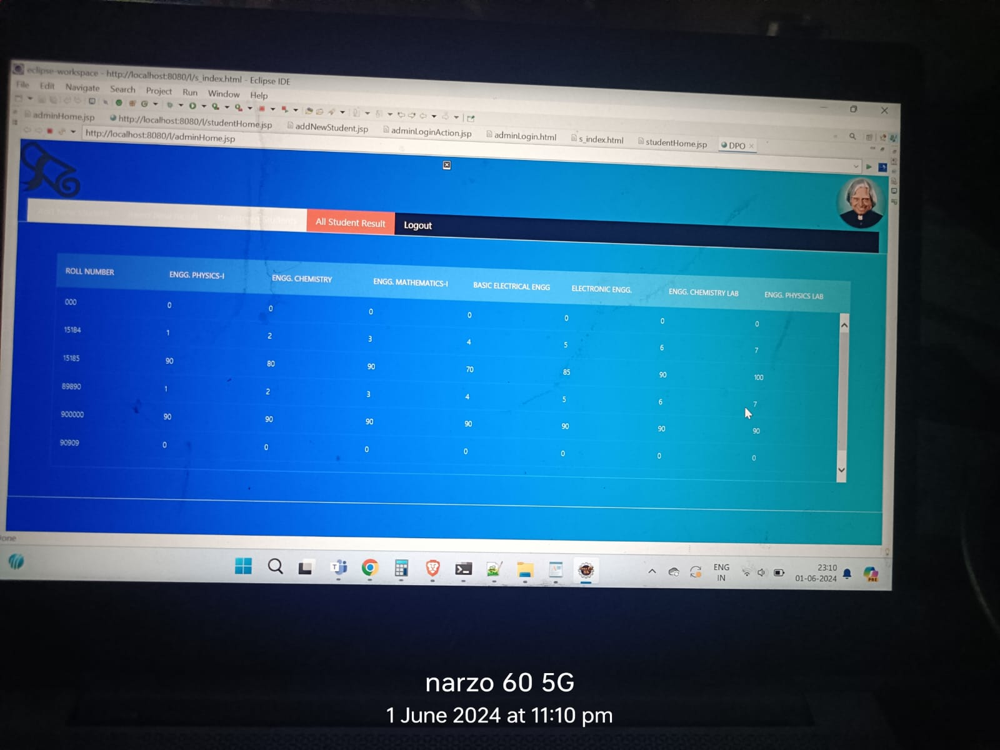 eclipse-workspace - http://localhost:8080/l/s_index.html - Eclipse IDE
File Edit Navigate Search Project Run Window Help
adminHome.jsp http://localhost:8080/l/studentHome.jsp addNewStudent.jsp adminLoginAction.jsp adminLogin.html s_index.html studentHome.jsp DPO
http://localhost:8080/l/adminHome.jsp
Registered Students All Student Result Logout
ROLL NUMBER ENGG. PHYSICS-I ENGG. CHEMISTRY ENGG. MATHEMATICS-I BASIC ELECTRICAL ENGG ELECTRONIC ENGG. ENGG. CHEMISTRY LAB ENGG. PHYSICS LAB
000 0 0 0 0 0 0 0
15184 1 2 3 4 5 6 7
15185 90 80 90 70 85 90 100
89890 1 2 3 4 5 6 7
900000 90 90 90 90 90 90 90
90909 0 0 0 0 0 0 0
ENG
IN
23:10
01-06-2024
PRE
narzo 60 5G
1 June 2024 at 11:10 pm